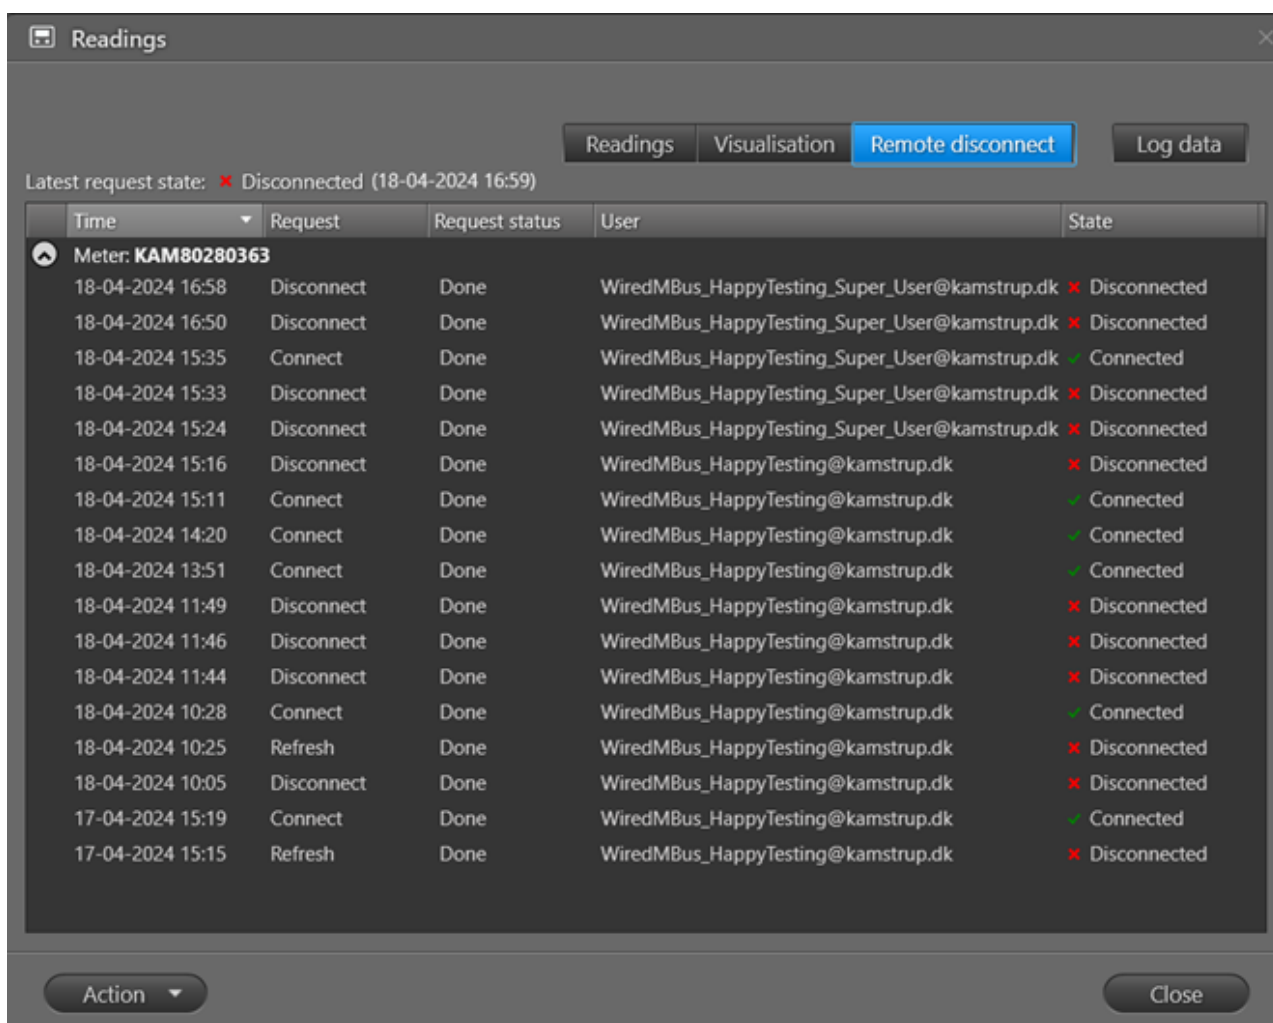 Readings
Readings Visualisation Remote disconnect Log data
Latest request state: Disconnected (18-04-2024 16:59)
Time Request Request status User State
Meter: KAM80280363
18-04-2024 16:58 Disconnect Done WiredMBus_HappyTesting_Super_User@kamstrup.dk Disconnected
18-04-2024 16:50 Disconnect Done WiredMBus_HappyTesting_Super_User@kamstrup.dk Disconnected
18-04-2024 15:35 Connect Done WiredMBus_HappyTesting_Super_User@kamstrup.dk Connected
18-04-2024 15:33 Disconnect Done WiredMBus_HappyTesting_Super_User@kamstrup.dk Disconnected
18-04-2024 15:24 Disconnect Done WiredMBus_HappyTesting_Super_User@kamstrup.dk Disconnected
18-04-2024 15:16 Disconnect Done WiredMBus_HappyTesting@kamstrup.dk Disconnected
18-04-2024 15:11 Connect Done WiredMBus_HappyTesting@kamstrup.dk Connected
18-04-2024 14:20 Connect Done WiredMBus_HappyTesting@kamstrup.dk Connected
18-04-2024 13:51 Connect Done WiredMBus_HappyTesting@kamstrup.dk Connected
18-04-2024 11:49 Disconnect Done WiredMBus_HappyTesting@kamstrup.dk Disconnected
18-04-2024 11:46 Disconnect Done WiredMBus_HappyTesting@kamstrup.dk Disconnected
18-04-2024 11:44 Disconnect Done WiredMBus_HappyTesting@kamstrup.dk Disconnected
18-04-2024 10:28 Connect Done WiredMBus_HappyTesting@kamstrup.dk Connected
18-04-2024 10:25 Refresh Done WiredMBus_HappyTesting@kamstrup.dk Disconnected
18-04-2024 10:05 Disconnect Done WiredMBus_HappyTesting@kamstrup.dk Disconnected
17-04-2024 15:19 Connect Done WiredMBus_HappyTesting@kamstrup.dk Connected
17-04-2024 15:15 Refresh Done WiredMBus_HappyTesting@kamstrup.dk Disconnected
Action Close